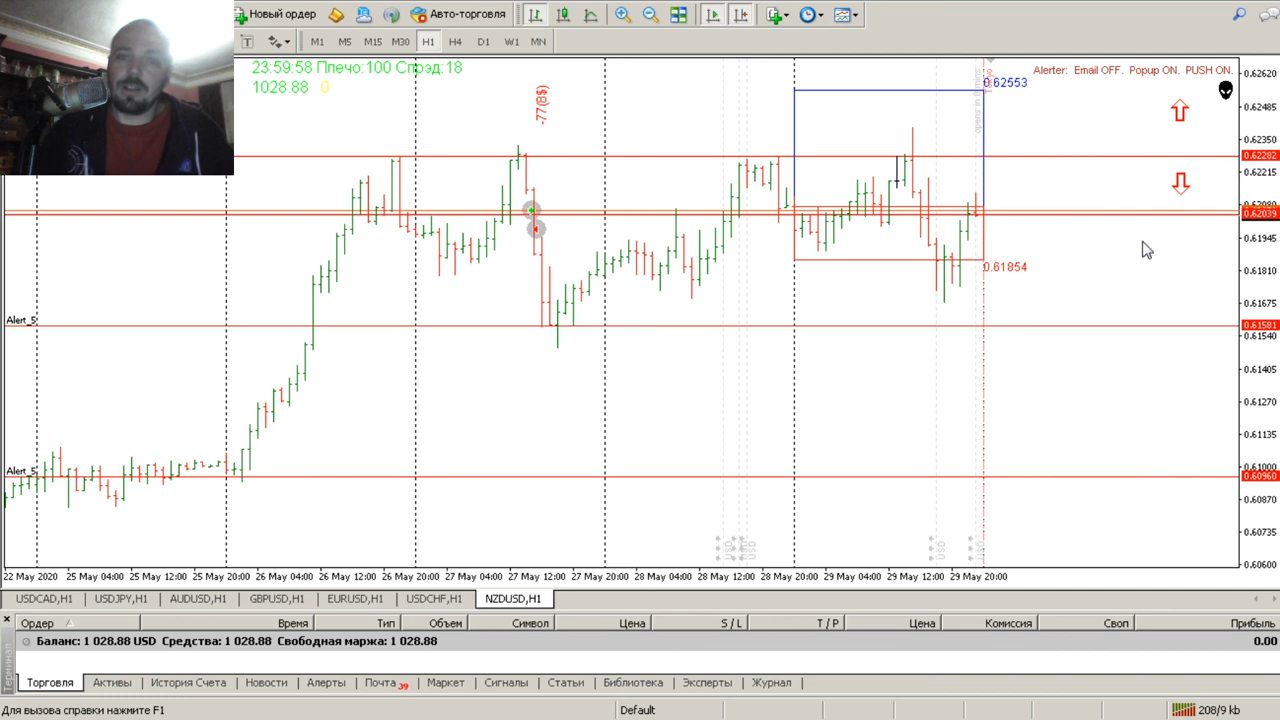 Новый ордер
Авто-торговля
T
M1 M5 M15 M30 H1 H4 D1 W1 MN
23:59:58 Плечо:100 Спрэд:18
1028.88 0
-77(8$)
Alerter: Email OFF. Popup ON. PUSH ON.
0.62553
0.61854
Alert_5
Alert_5
USD
USD
USD
USD
0.62620
0.62485
0.62350
0.62282
0.62215
0.62039
0.61945
0.61810
0.61675
0.61581
0.61540
0.61405
0.61270
0.61135
0.61000
0.60960
0.60870
0.60735
0.60600
22 May 2020 25 May 04:00 25 May 12:00 25 May 20:00 26 May 04:00 26 May 12:00 26 May 20:00 27 May 04:00 27 May 12:00 27 May 20:00 28 May 04:00 28 May 12:00 28 May 20:00 29 May 04:00 29 May 12:00 29 May 20:00
USDCAD,H1 USDJPY,H1 AUDUSD,H1 GBPUSD,H1 EURUSD,H1 USDCHF,H1 NZDUSD,H1
Ордер Время Тип Объем Символ Цена S / L T / P Цена Комиссия Своп Прибыль
Баланс: 1 028.88 USD Средства: 1 028.88 Свободная маржа: 1 028.88 0.00
Терминал
Торговля Активы История Счета Новости Алерты Почта 39 Маркет Сигналы Статьи Библиотека Эксперты Журнал
Для вызова справки нажмите F1 Default 208/9 kb